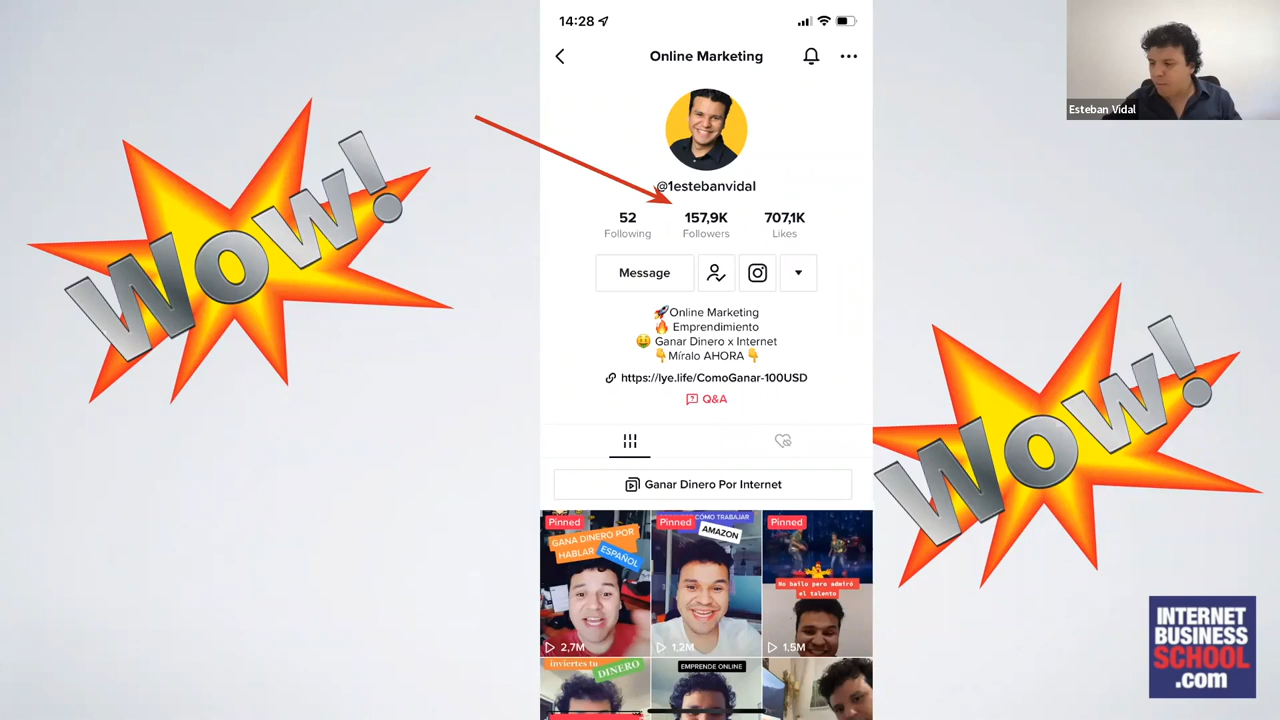 14:28
Online Marketing
Esteban Vidal
WOW!
@1estebanvidal
52
157,9K
707,1K
Following
Followers
Likes
Message
🚀Online Marketing
🔥 Emprendimiento
🤑 Ganar Dinero x Internet
👇Míralo AHORA 👇
https://lye.life/ComoGanar-100USD
Q&A
WOW!
Ganar Dinero Por Internet
Pinned
GANA DINERO POR
HABLAR ESPAÑOL
2,7M
Pinned
CÓMO TRABAJAR
AMAZON
1,2M
Pinned
No bailo pero admiró
el talento
1,5M
inviertes tu
DINERO
EMPRENDE ONLINE
INTERNET
BUSINESS
SCHOOL
.com